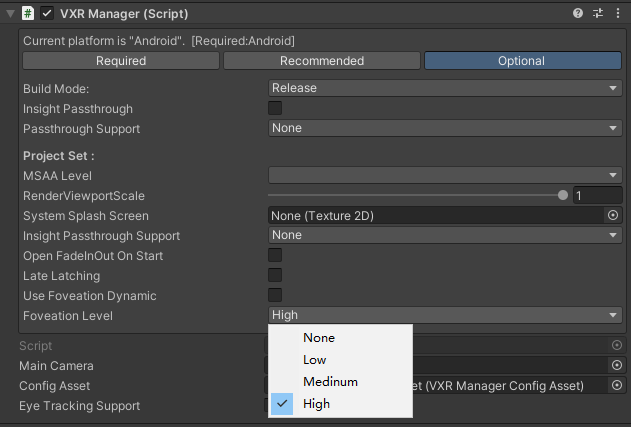 VXR Manager (Script)
Current platform is "Android". [Required:Android]
Required Recommended Optional
Build Mode: Release
Insight Passthrough
Passthrough Support None
Project Set :
MSAA Level
RenderViewportScale 1
System Splash Screen None (Texture 2D)
Insight Passthrough Support None
Open FadeInOut On Start
Late Latching
Use Foveation Dynamic
Foveation Level High
None
Low
Medinum
High
Script
Main Camera
Config Asset (VXR Manager Config Asset)
Eye Tracking Support